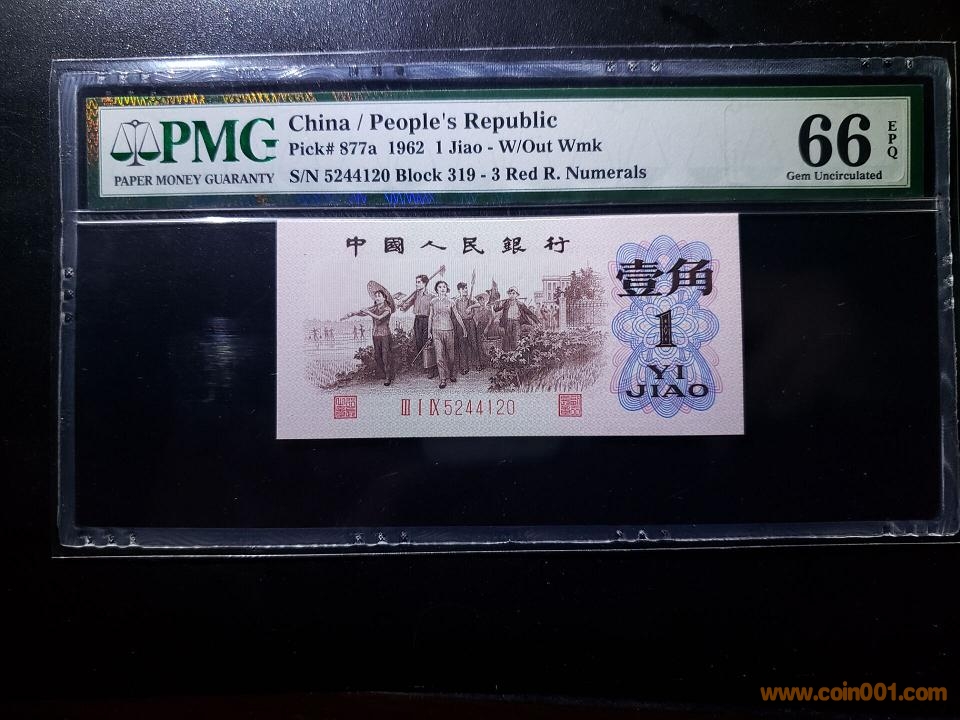 PMG
PAPER MONEY GUARANTY
China / People's Republic
Pick# 877a 1962 1 Jiao - W/Out Wmk
S/N 5244120 Block 319 - 3 Red R. Numerals
66 EPQ
Gem Uncirculated
中國人民銀行
壹角
1
YI
JIAO
III I IX 5244120
www.coin001.com